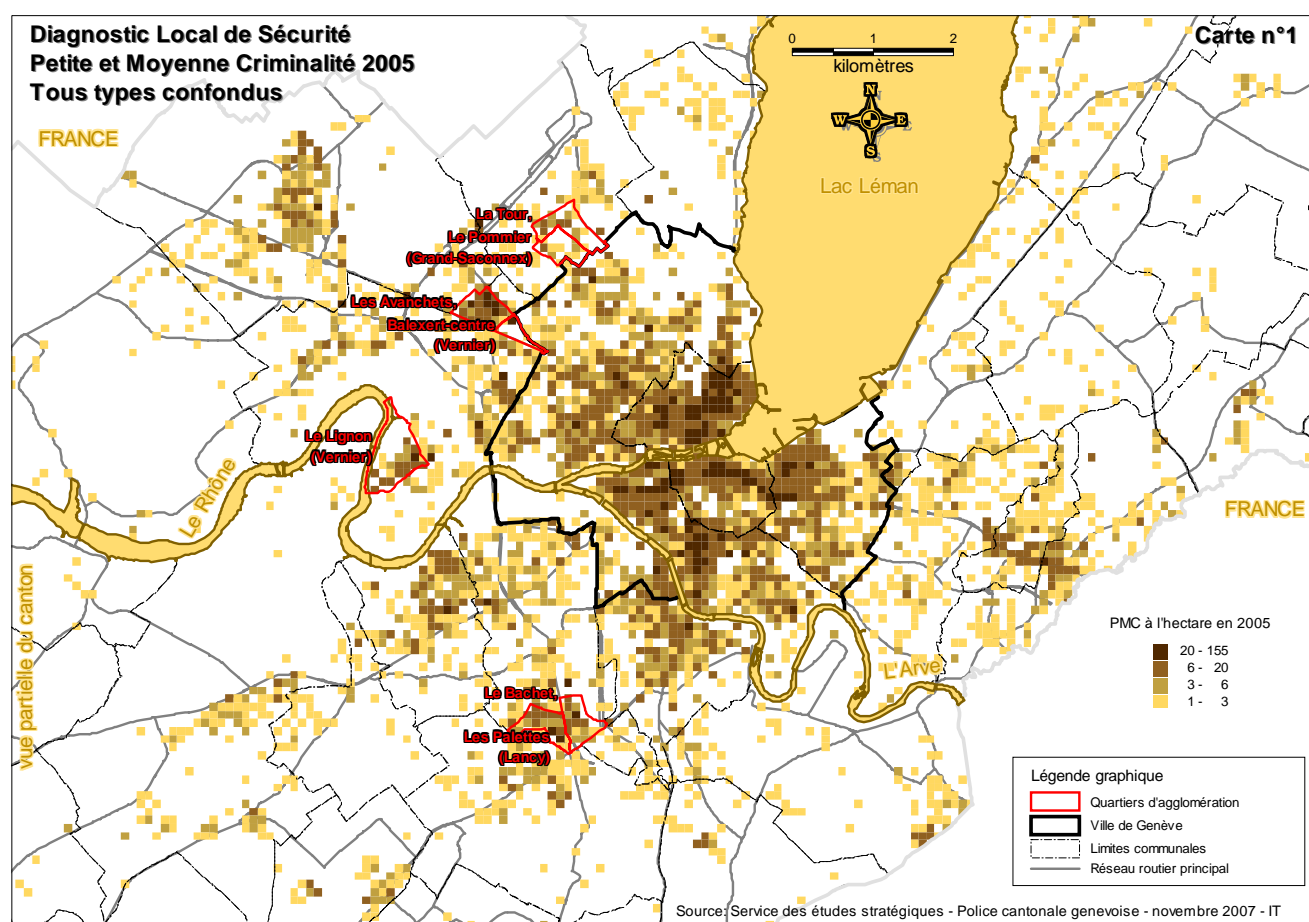 Diagnostic Local de Sécurité
Petite et Moyenne Criminalité 2005
Tous types confondus
Carte n°1
0 1 2
kilomètres
N
W E
S
FRANCE
Lac Léman
La Tour,
Le Pommier
(Grand-Saconnex)
Les Avanchets,
Balexert-centre
(Vernier)
Le Lignon
(Vernier)
Le Rhône
FRANCE
L'Arve
Le Bachet,
Les Palettes
(Lancy)
vue partielle du canton
PMC à l'hectare en 2005
20 - 155
6 - 20
3 - 6
1 - 3
Légende graphique
Quartiers d'agglomération
Ville de Genève
Limites communales
Réseau routier principal
Source: Service des études stratégiques - Police cantonale genevoise - novembre 2007 - IT